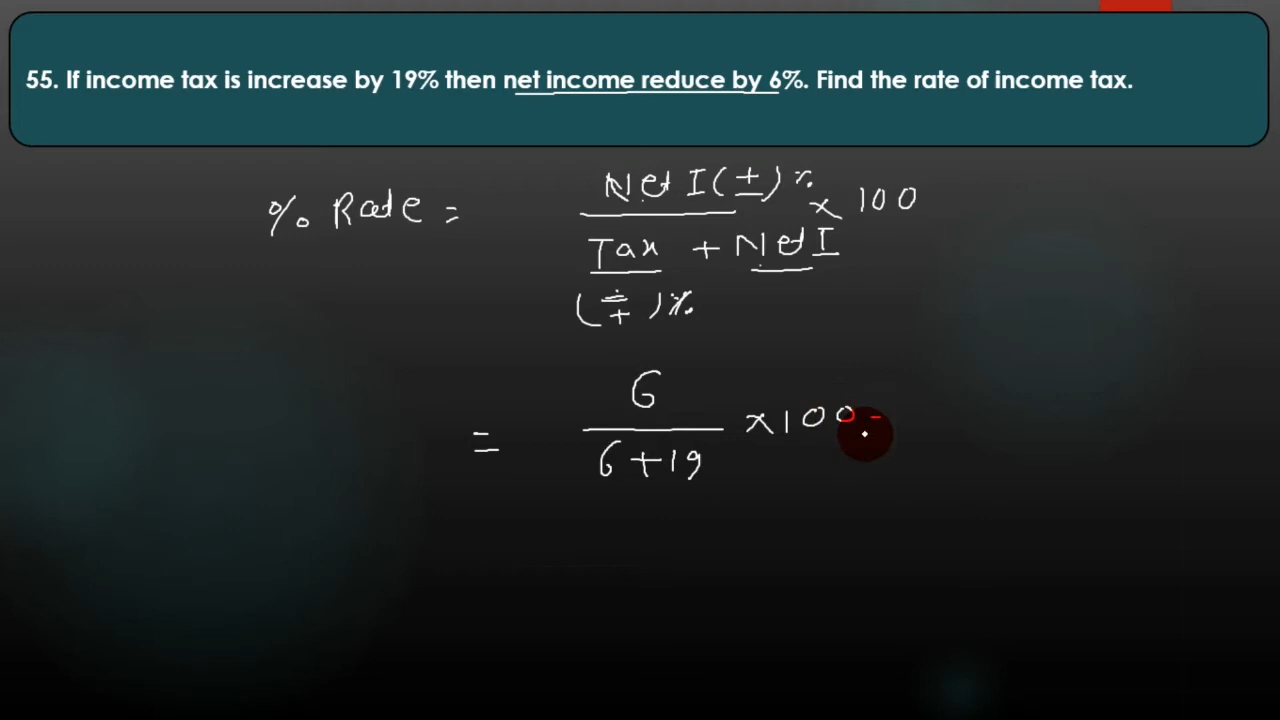 55. If income tax is increase by 19% then net income reduce by 6%. Find the rate of income tax.
% Rate = Net I (±) % × 100
Tax + Net I
(∓) %
= 6 × 100
6 + 19